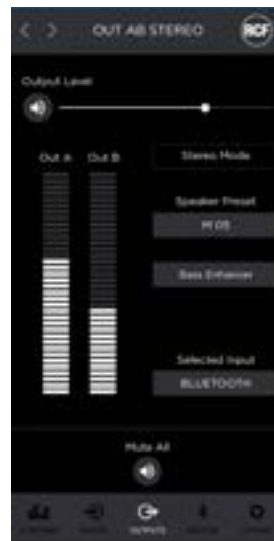 OUT AB STEREO
RCF
Output Level
Out A Out B
Stereo Mode
Speaker Preset
M 05
Bass Enhancer
Selected Input
BLUETOOTH
Mute All
OUTPUTS